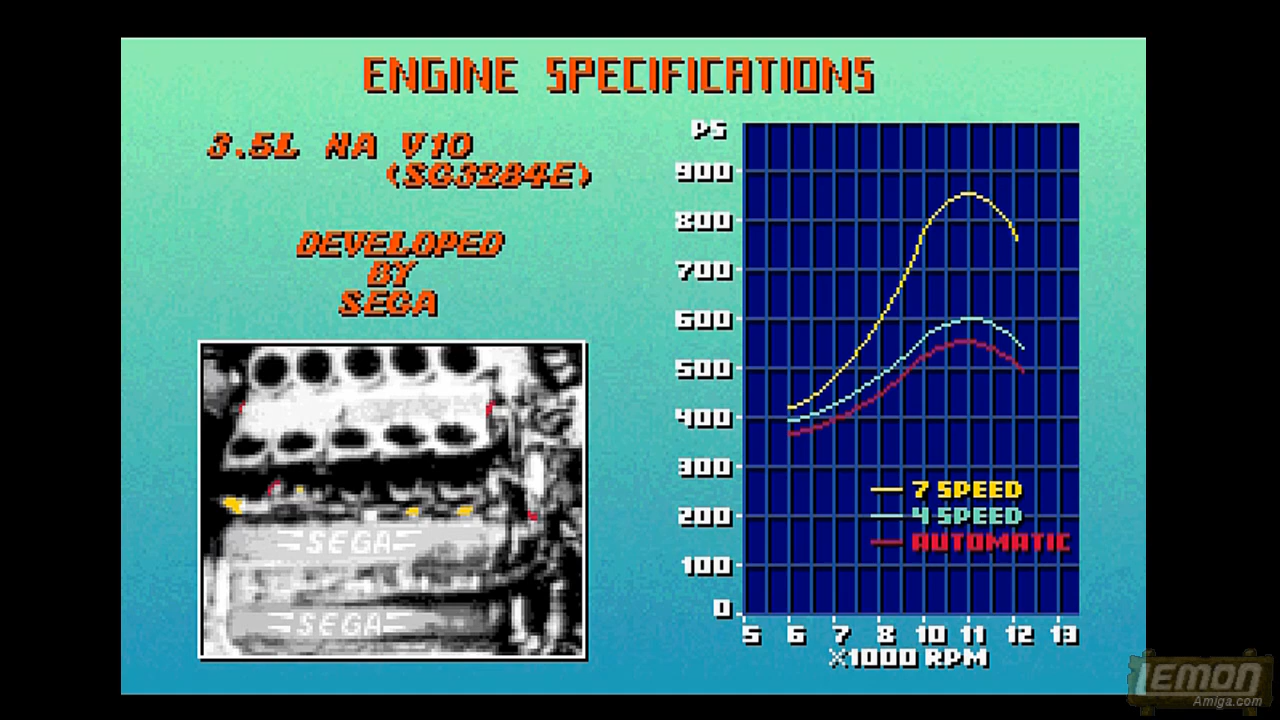 ENGINE SPECIFICATIONS
3.5L NA V10
(SG3284E)
DEVELOPED
BY
SEGA
SEGA
SEGA
PS
900
800
700
600
500
400
300
200
100
0
7 SPEED
4 SPEED
AUTOMATIC
5 6 7 8 10 11 12 13
X1000 RPM
Lemon
Amiga.com